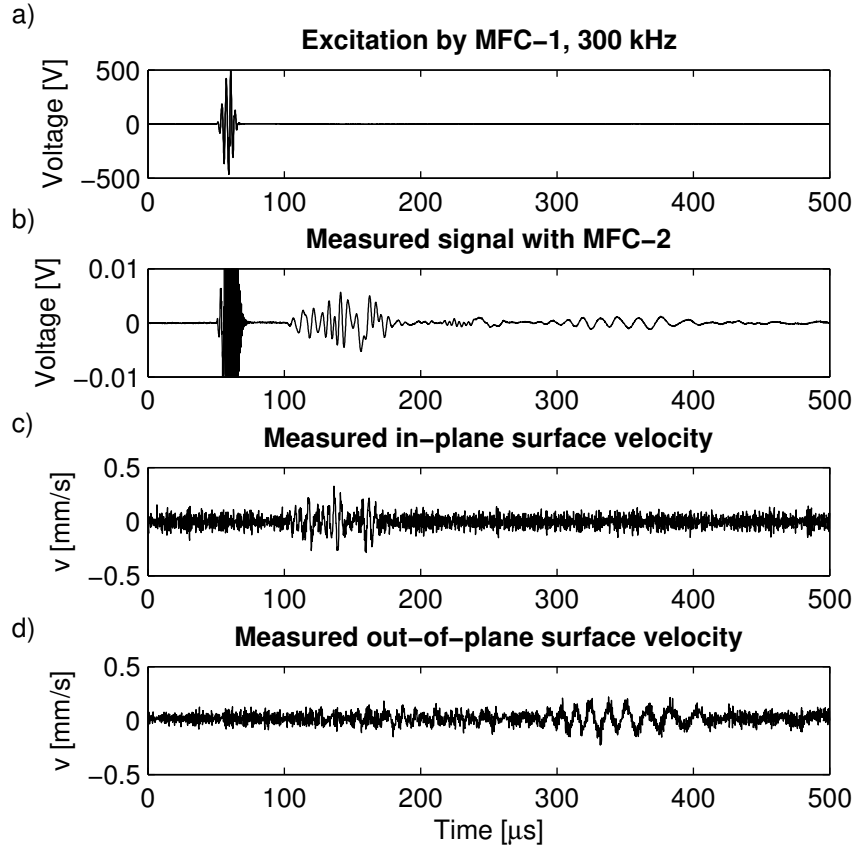 a)
Excitation by MFC−1, 300 kHz
Voltage [V]
500
0
−500
0 100 200 300 400 500
b)
Measured signal with MFC−2
Voltage [V]
0.01
0
−0.01
0 100 200 300 400 500
c)
Measured in−plane surface velocity
v [mm/s]
0.5
0
−0.5
0 100 200 300 400 500
d)
Measured out−of−plane surface velocity
v [mm/s]
0.5
0
−0.5
0 100 200 300 400 500
Time [μs]